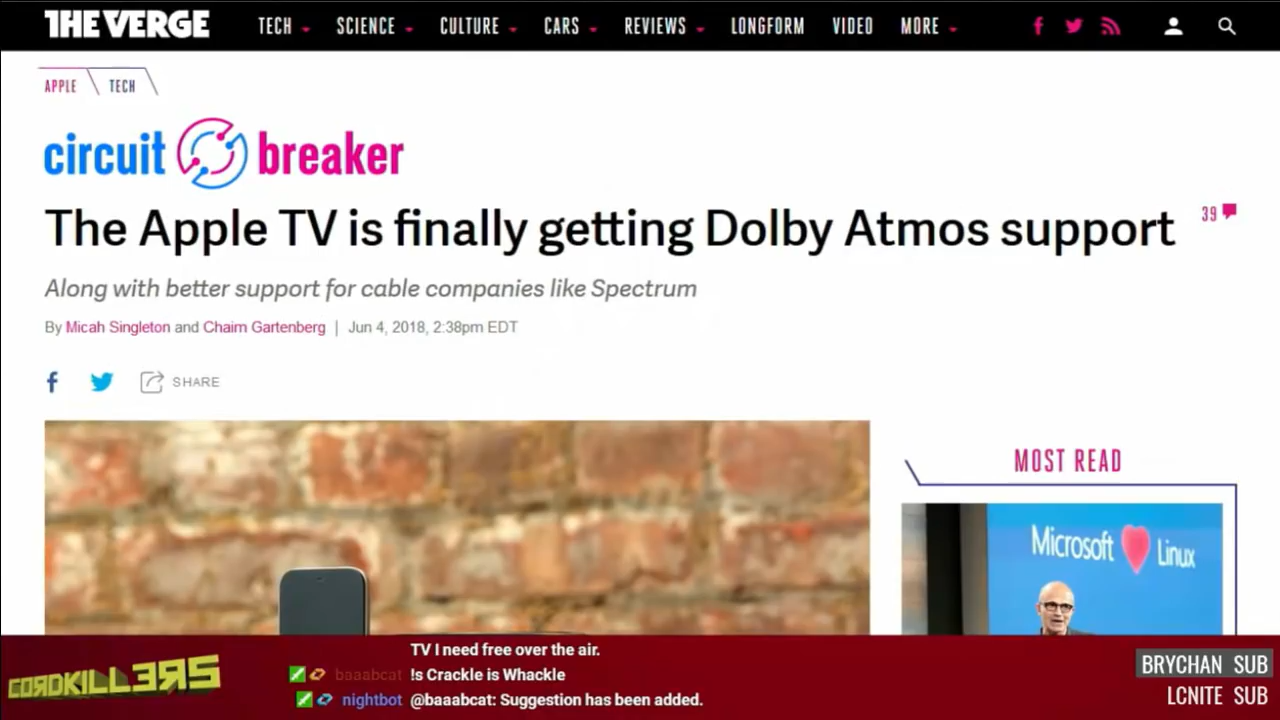 THE VERGE
TECH SCIENCE CULTURE CARS REVIEWS LONGFORM VIDEO MORE
APPLE TECH
circuit breaker
The Apple TV is finally getting Dolby Atmos support
39
Along with better support for cable companies like Spectrum
By Micah Singleton and Chaim Gartenberg | Jun 4, 2018, 2:38pm EDT
SHARE
MOST READ
Microsoft Linux
TV I need free over the air.
baaabcat !s Crackle is Whackle
nightbot @baaabcat: Suggestion has been added.
CORDKILLERS
BRYCHAN SUB
LCNITE SUB